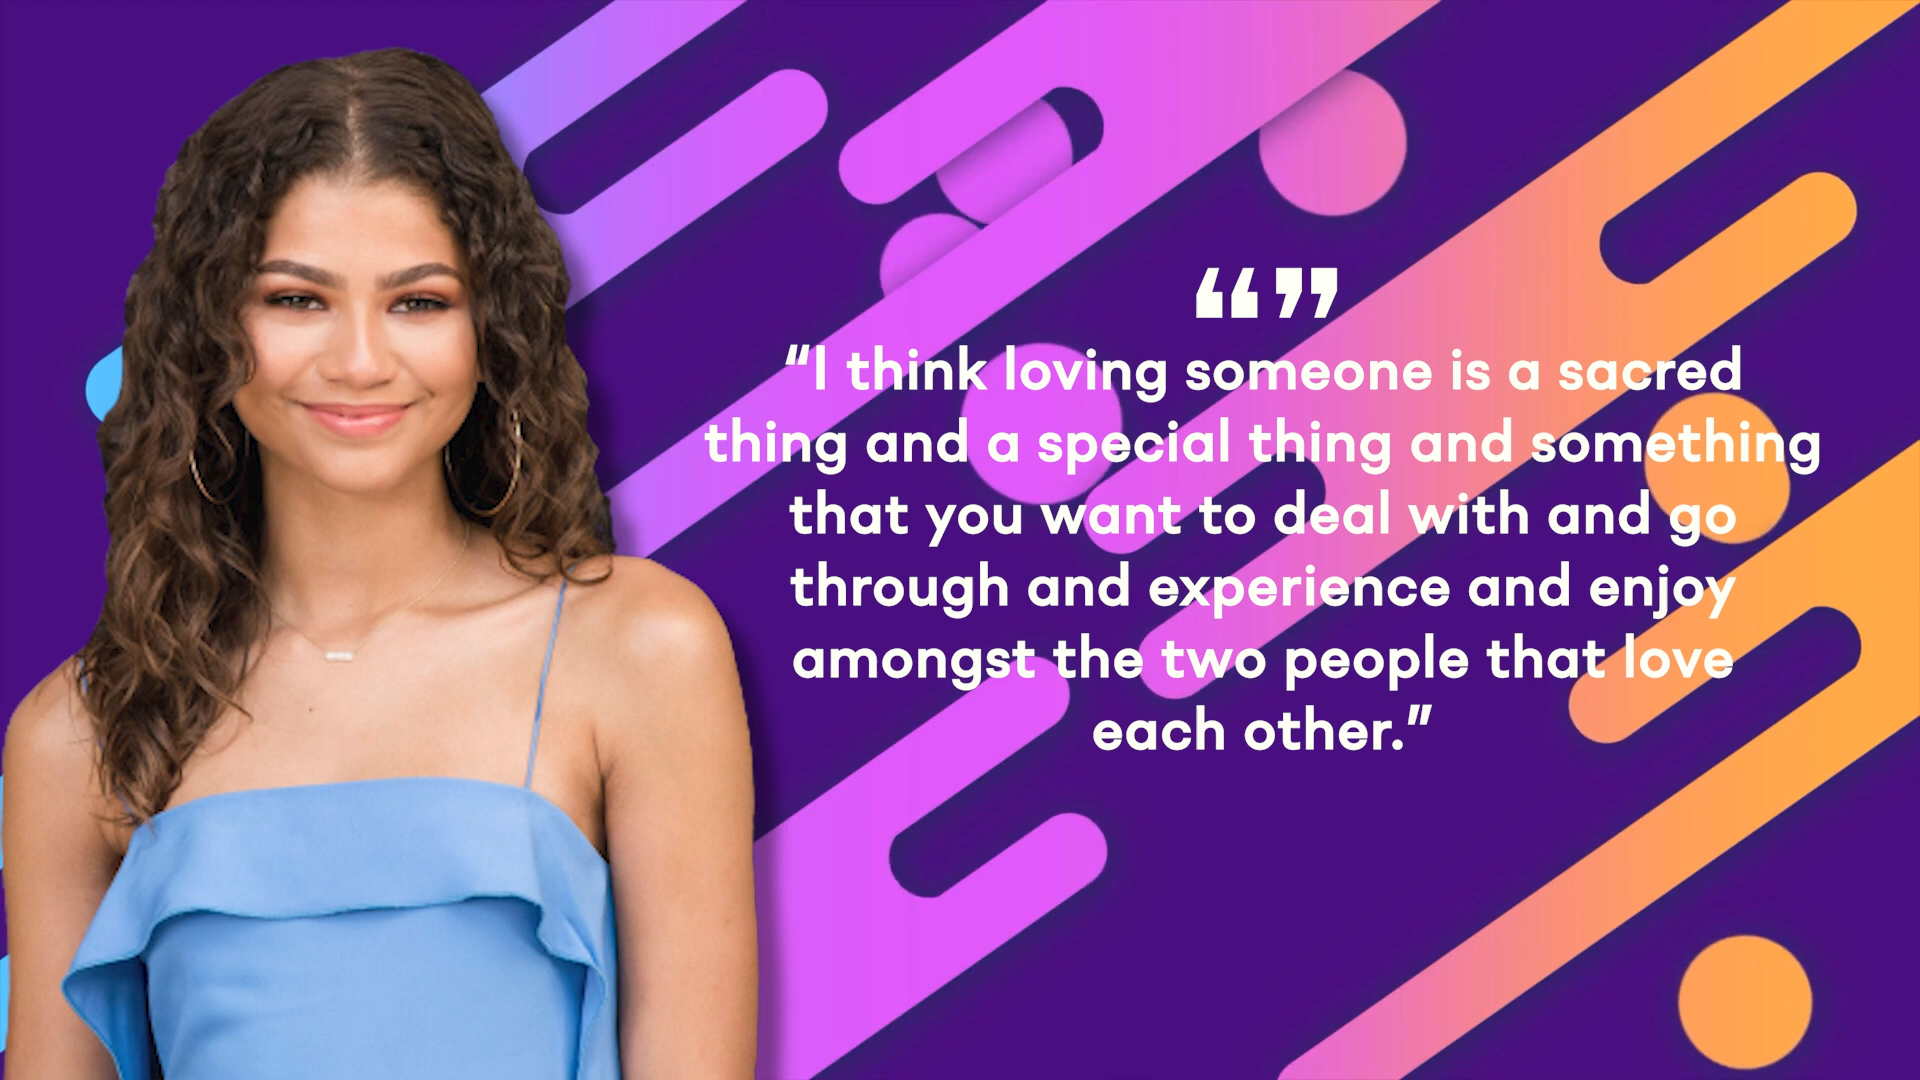 “”
“I think loving someone is a sacred
thing and a special thing and something
that you want to deal with and go
through and experience and enjoy
amongst the two people that love
each other.”